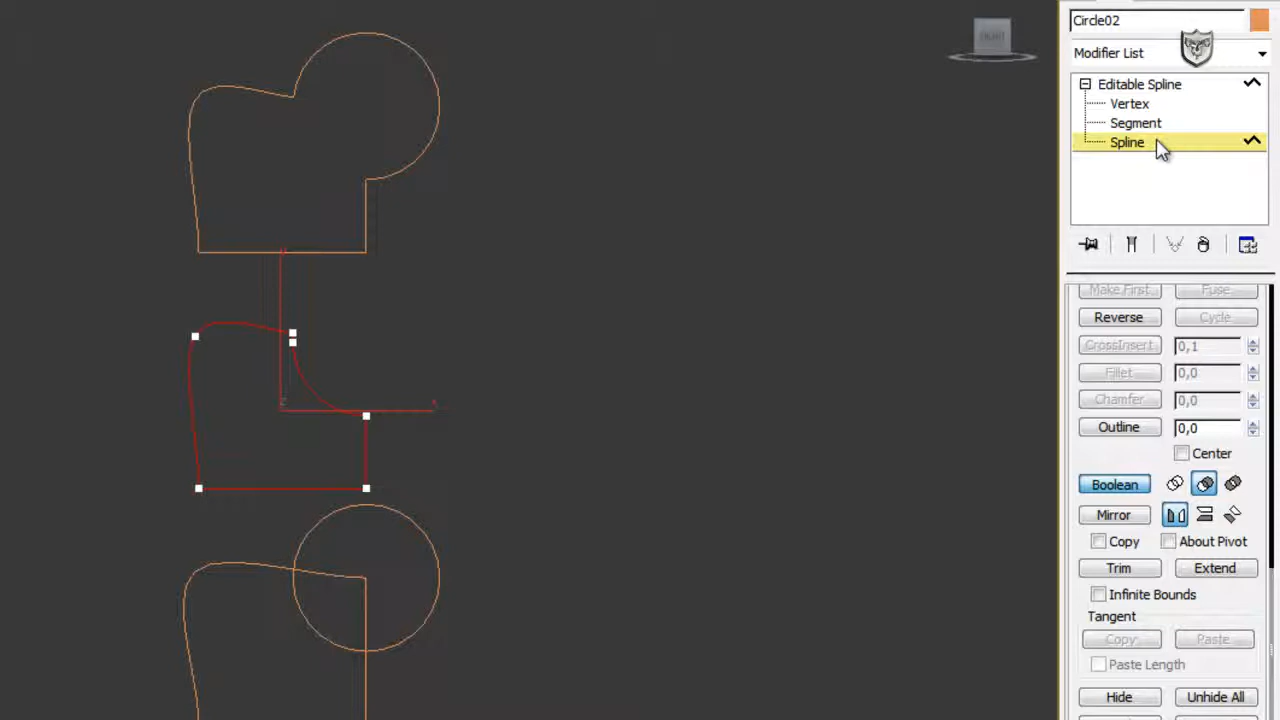 Circle02
Modifier List
FRONT
Editable Spline
Vertex
Segment
Spline
Make First Fuse
Reverse Cycle
CrossInsert 0,1
Fillet 0,0
Chamfer 0,0
Outline 0,0
Center
Boolean
Mirror
Copy About Pivot
Trim Extend
Infinite Bounds
Tangent
Copy Paste
Paste Length
Hide Unhide All